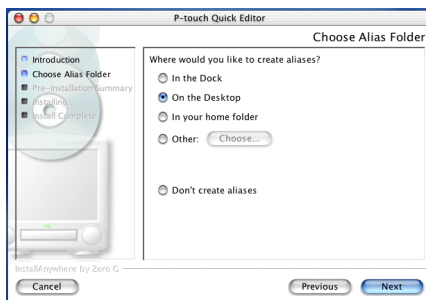 P-touch Quick Editor
Choose Alias Folder
Introduction
Choose Alias Folder
Pre-Installation Summary
Installing...
Install Complete
Where would you like to create aliases?
In the Dock
On the Desktop
In your home folder
Other: Choose...
Don't create aliases
InstallAnywhere by Zero G
Cancel Previous Next